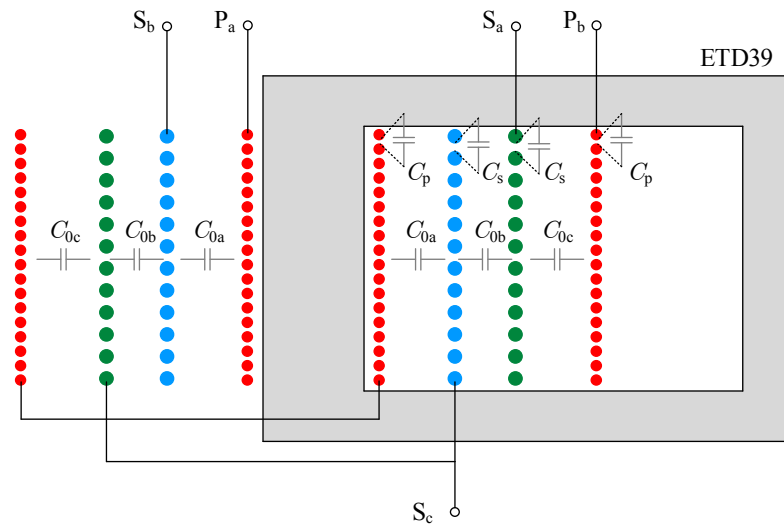 S_b P_a S_a P_b
ETD39
C_p C_s C_s C_p
C_0c C_0b C_0a C_0a C_0b C_0c
S_c